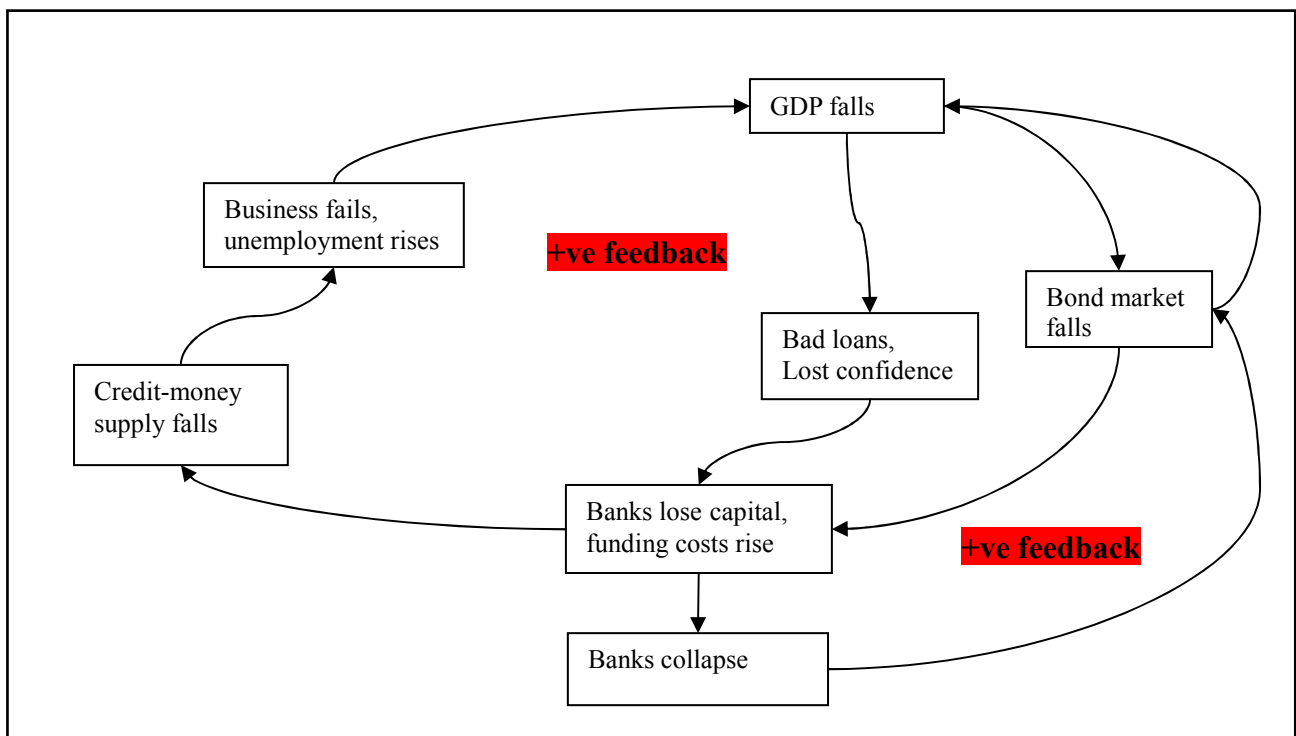 GDP falls
Business fails,
unemployment rises
+ve feedback
Bond market
falls
Bad loans,
Lost confidence
Credit-money
supply falls
Banks lose capital,
funding costs rise
+ve feedback
Banks collapse